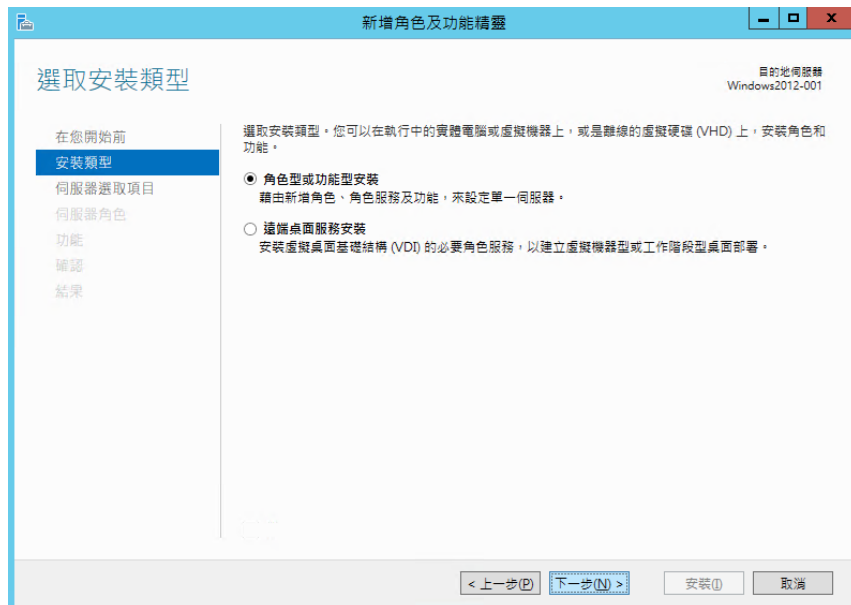 新增角色及功能精靈
選取安裝類型
目的地伺服器
Windows2012-001
在您開始前
安裝類型
伺服器選取項目
伺服器角色
功能
確認
結果
選取安裝類型。您可以在執行中的實體電腦或虛擬機器上，或是離線的虛擬硬碟 (VHD) 上，安裝角色和
功能。
角色型或功能型安裝
藉由新增角色、角色服務及功能，來設定單一伺服器。
遠端桌面服務安裝
安裝虛擬桌面基礎結構 (VDI) 的必要角色服務，以建立虛擬機器型或工作階段型桌面部署。
< 上一步(P)
下一步(N) >
安裝(I)
取消